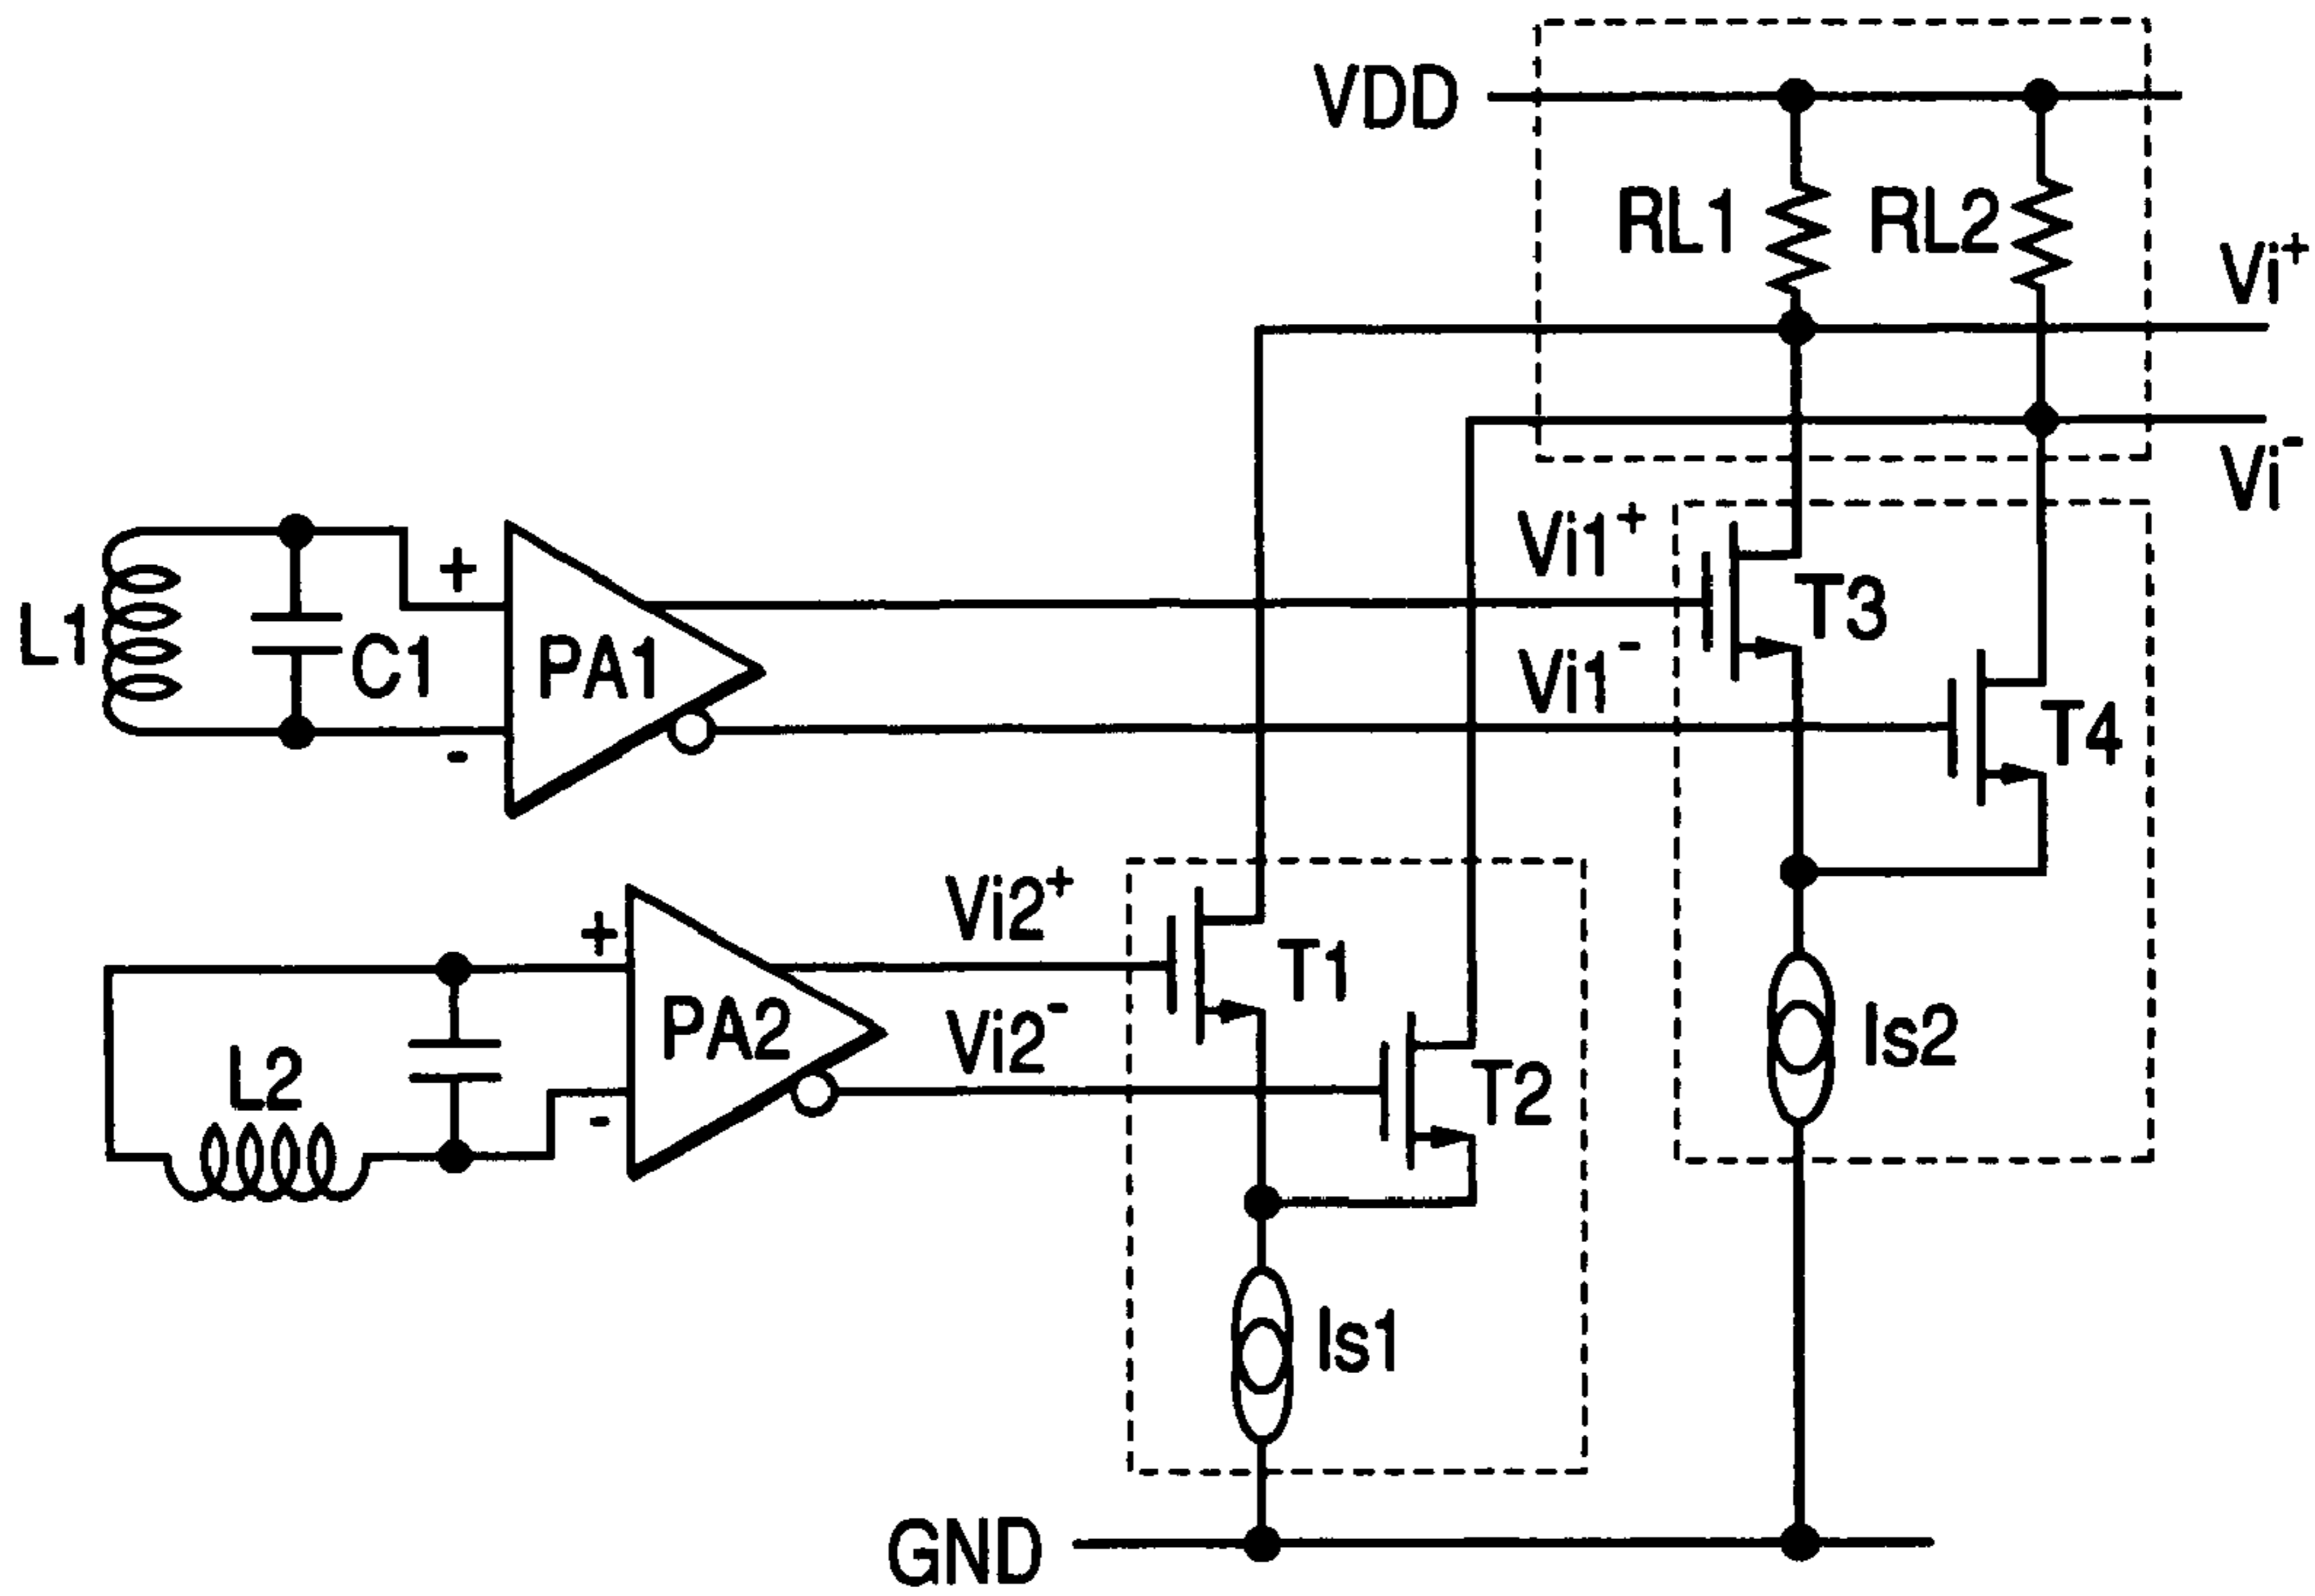 VDD
RL1
RL2
Vi+
Vi-
Vi1+
T3
+
L1
C1
PA1
Vi1-
T4
-
Vi2+
+
T1
PA2
Vi2-
Is2
L2
T2
-
Is1
GND